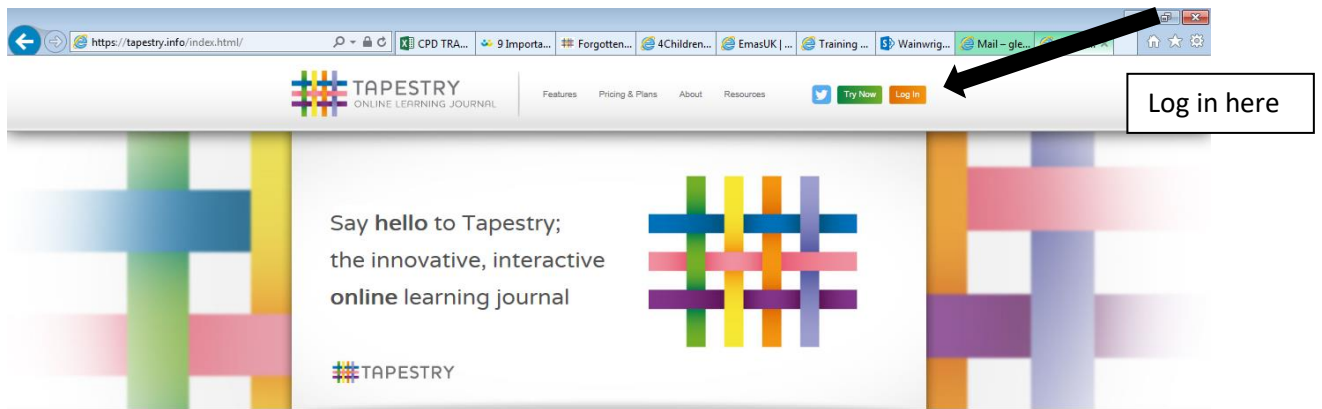 https://tapestry.info/index.html/
CPD TRA... 9 Importa... Forgotten... 4Children... EmasUK | ... Training ... Wainwrig... Mail – gle...
TAPESTRY
ONLINE LEARNING JOURNAL
Features Pricing & Plans About Resources Try Now Log In
Log in here
Say hello to Tapestry;
the innovative, interactive
online learning journal
TAPESTRY